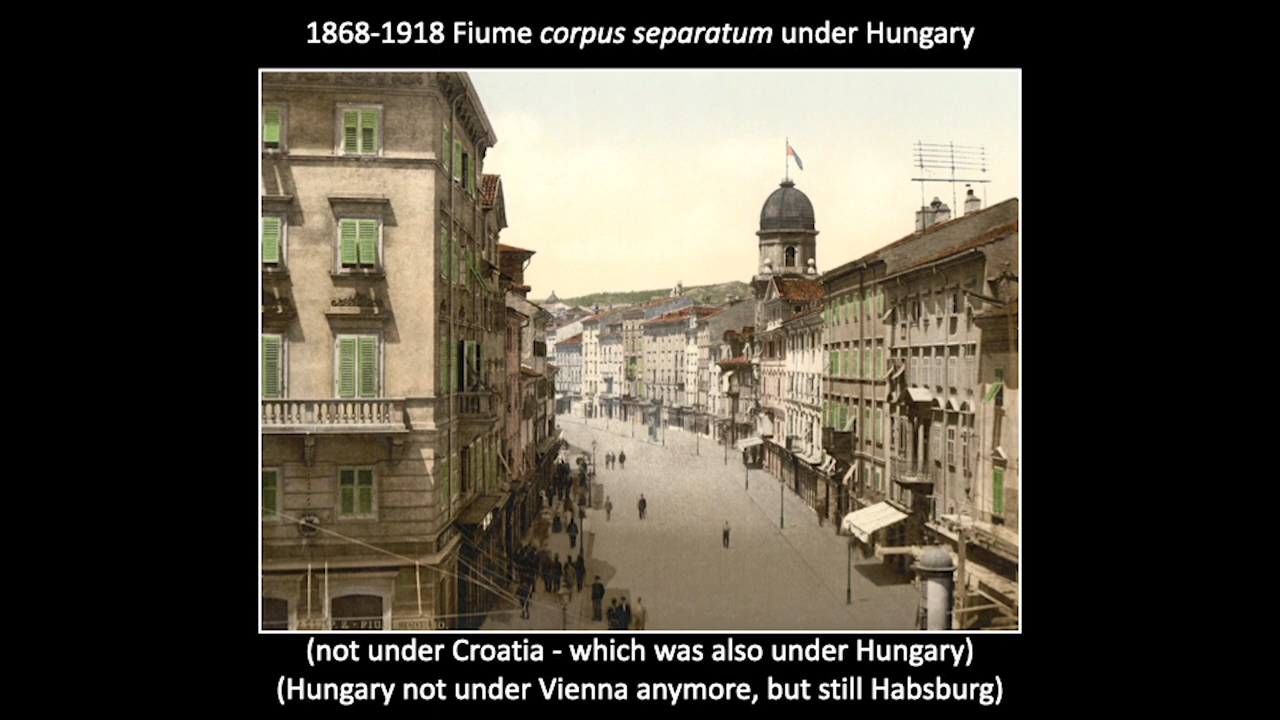 1868-1918 Fiume corpus separatum under Hungary
(not under Croatia - which was also under Hungary)
(Hungary not under Vienna anymore, but still Habsburg)